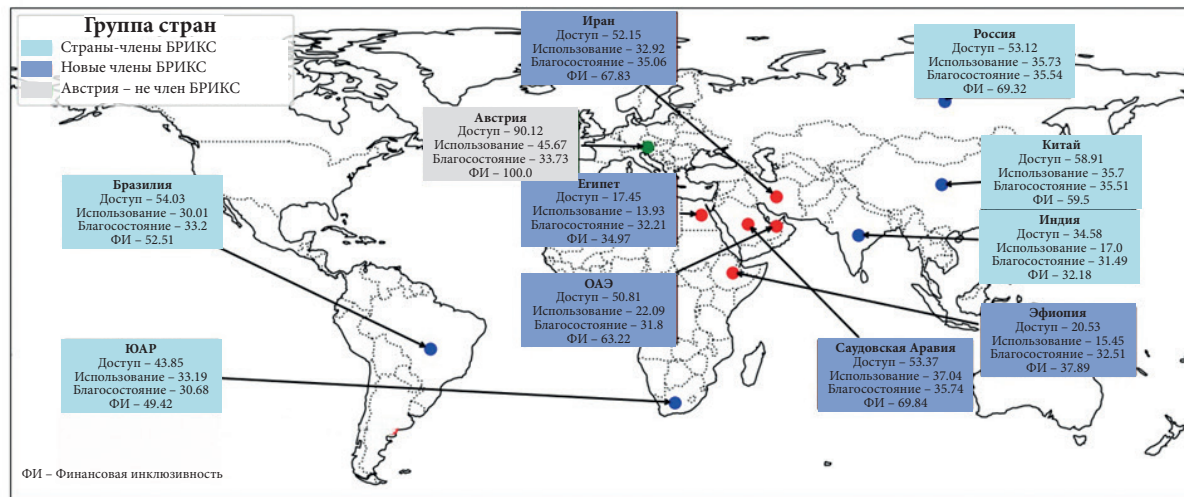 Группа стран
Страны-члены БРИКС
Новые члены БРИКС
Австрия – не член БРИКС
Иран
Доступ – 52.15
Использование – 32.92
Благосостояние – 35.06
ФИ – 67.83
Россия
Доступ – 53.12
Использование – 35.73
Благосостояние – 35.54
ФИ – 69.32
Австрия
Доступ – 90.12
Использование – 45.67
Благосостояние – 33.73
ФИ – 100.0
Китай
Доступ – 58.91
Использование – 35.7
Благосостояние – 35.51
ФИ – 59.5
Бразилия
Доступ – 54.03
Использование – 30.01
Благосостояние – 33.2
ФИ – 52.51
Египет
Доступ – 17.45
Использование – 13.93
Благосостояние – 32.21
ФИ – 34.97
Индия
Доступ – 34.58
Использование – 17.0
Благосостояние – 31.49
ФИ – 32.18
ОАЭ
Доступ – 50.81
Использование – 22.09
Благосостояние – 31.8
ФИ – 63.22
Эфиопия
Доступ – 20.53
Использование – 15.45
Благосостояние – 32.51
ФИ – 37.89
ЮАР
Доступ – 43.85
Использование – 33.19
Благосостояние – 30.68
ФИ – 49.42
Саудовская Аравия
Доступ – 53.37
Использование – 37.04
Благосостояние – 35.74
ФИ – 69.84
ФИ – Финансовая инклюзивность